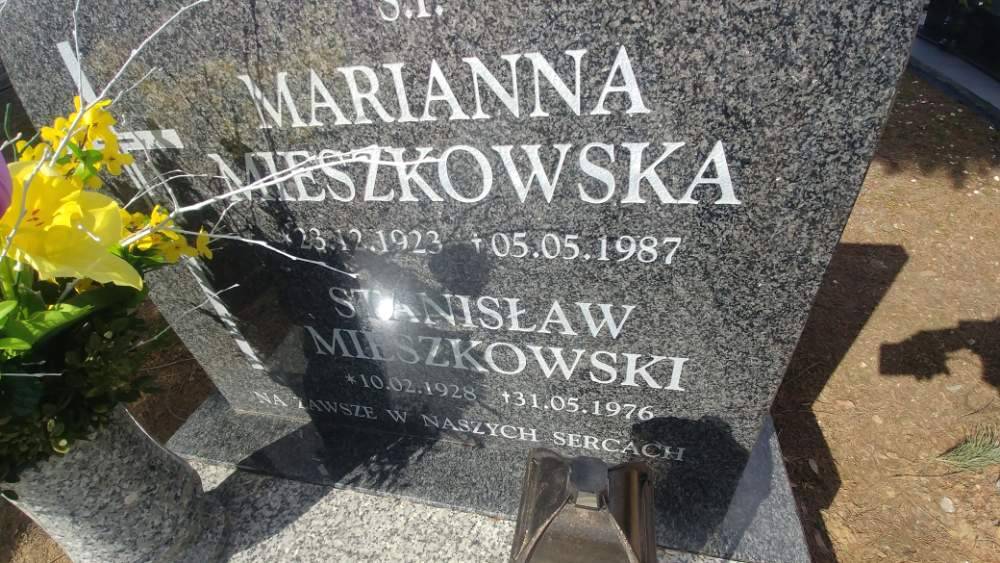 Ś.P.
MARIANNA
MIESZKOWSKA
*23.12.1923 †05.05.1987
STANISŁAW
MIESZKOWSKI
*10.02.1928 †31.05.1976
NA ZAWSZE W NASZYCH SERCACH